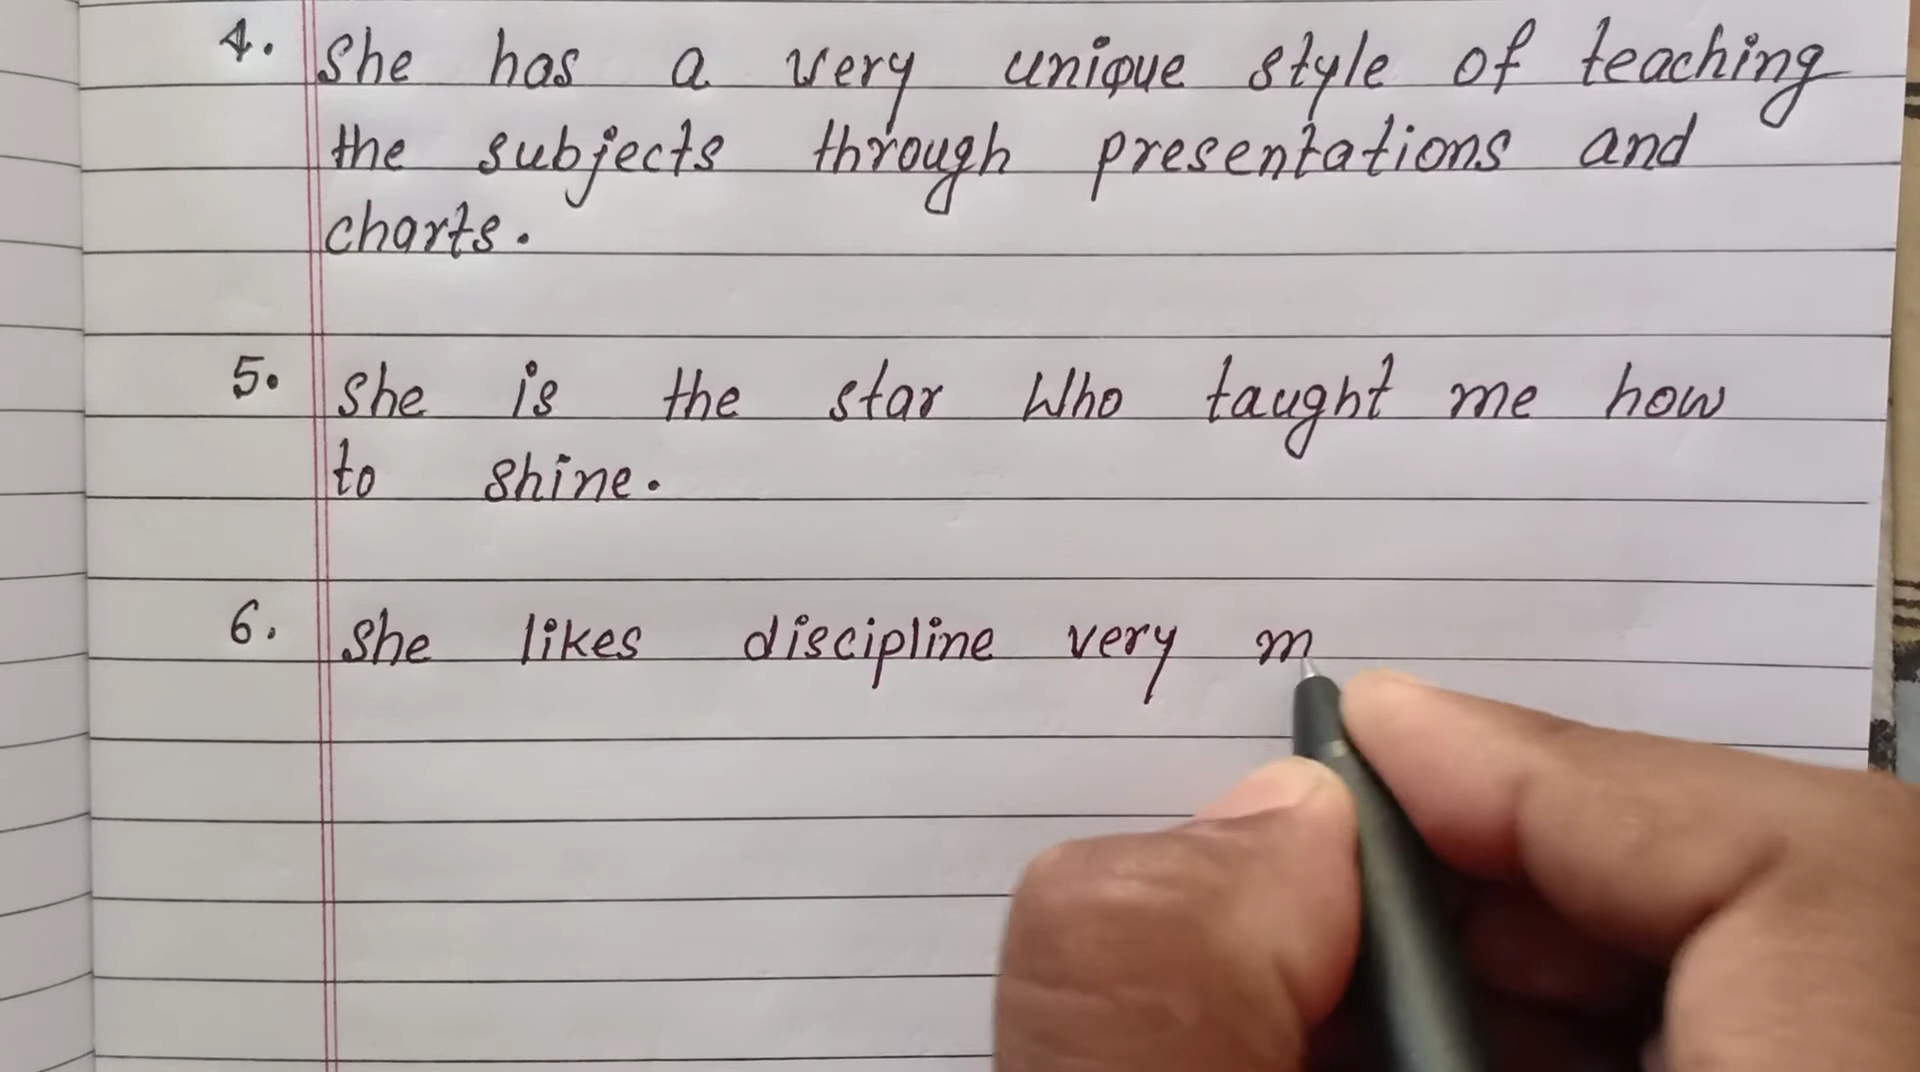 4. She has a very unique style of teaching
the subjects through presentations and
charts.
5. She is the star Who taught me how
to shine.
6. She likes discipline very m